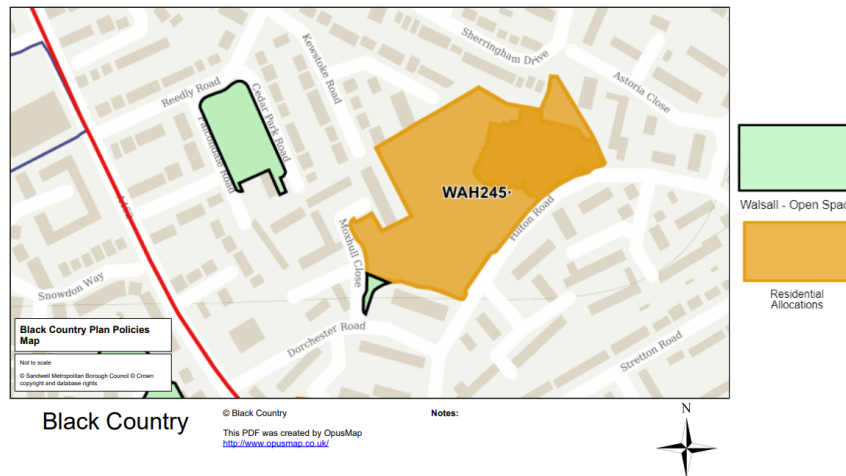 Sherringham Drive
Kewstoke Road
Astoria Close
Reedly Road
Cedar Park Road
Falcondale Road
WAH245
Hilton Road
Moxhull Close
Walsall - Open Spac
Residential
Allocations
Snowdon Way
Dorchester Road
Stretton Road
Black Country Plan Policies
Map
Not to scale
© Sandwell Metropolitan Borough Council © Crown
copyright and database rights
Black Country
© Black Country
This PDF was created by OpusMap
http://www.opusmap.co.uk/
Notes:
N